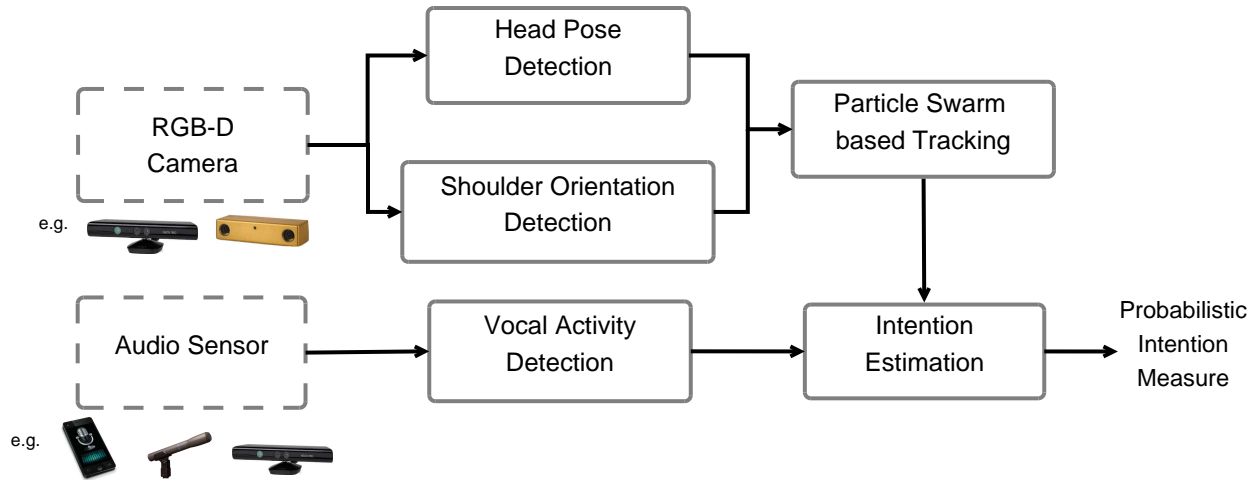 Head Pose
Detection
RGB-D
Camera
Particle Swarm
based Tracking
Shoulder Orientation
Detection
e.g.
Audio Sensor
Vocal Activity
Detection
Intention
Estimation
Probabilistic
Intention
Measure
e.g.